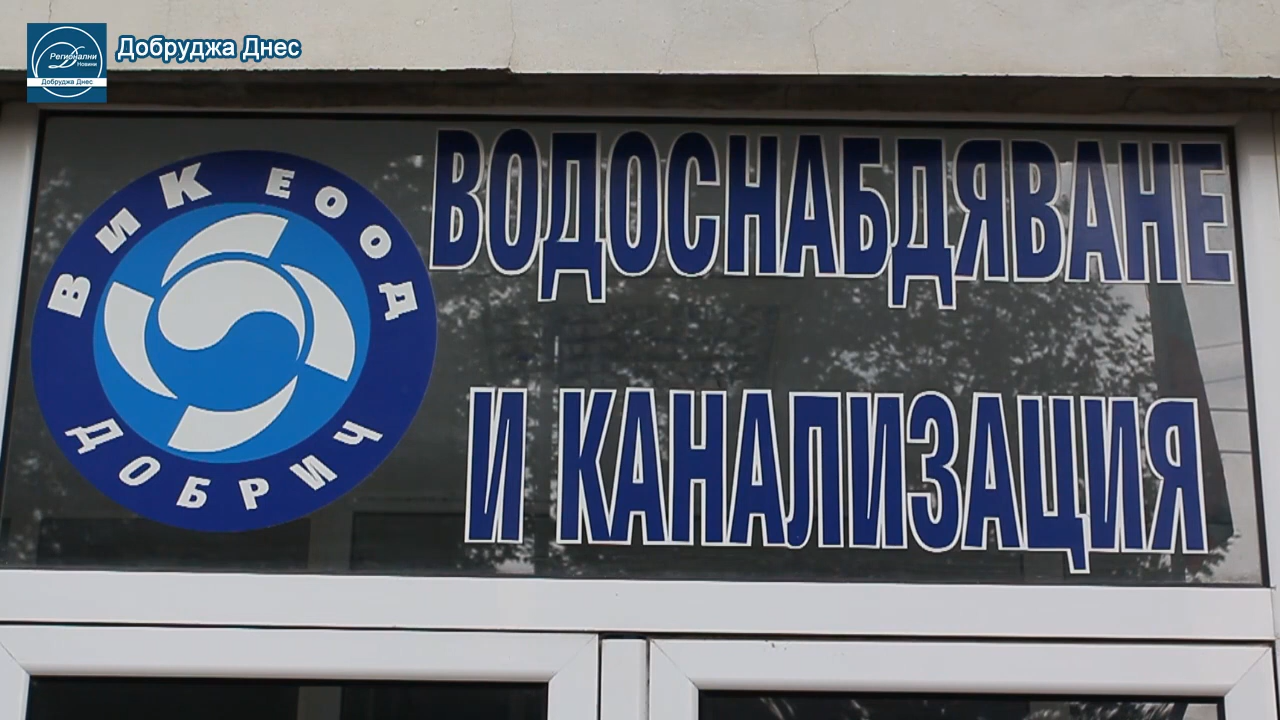 Регионални
Новини
Добруджа Днес
Добруджа Днес
ВиК ЕООД
ДОБРИЧ
ВОДОСНАБДЯВАНЕ
И КАНАЛИЗАЦИЯ